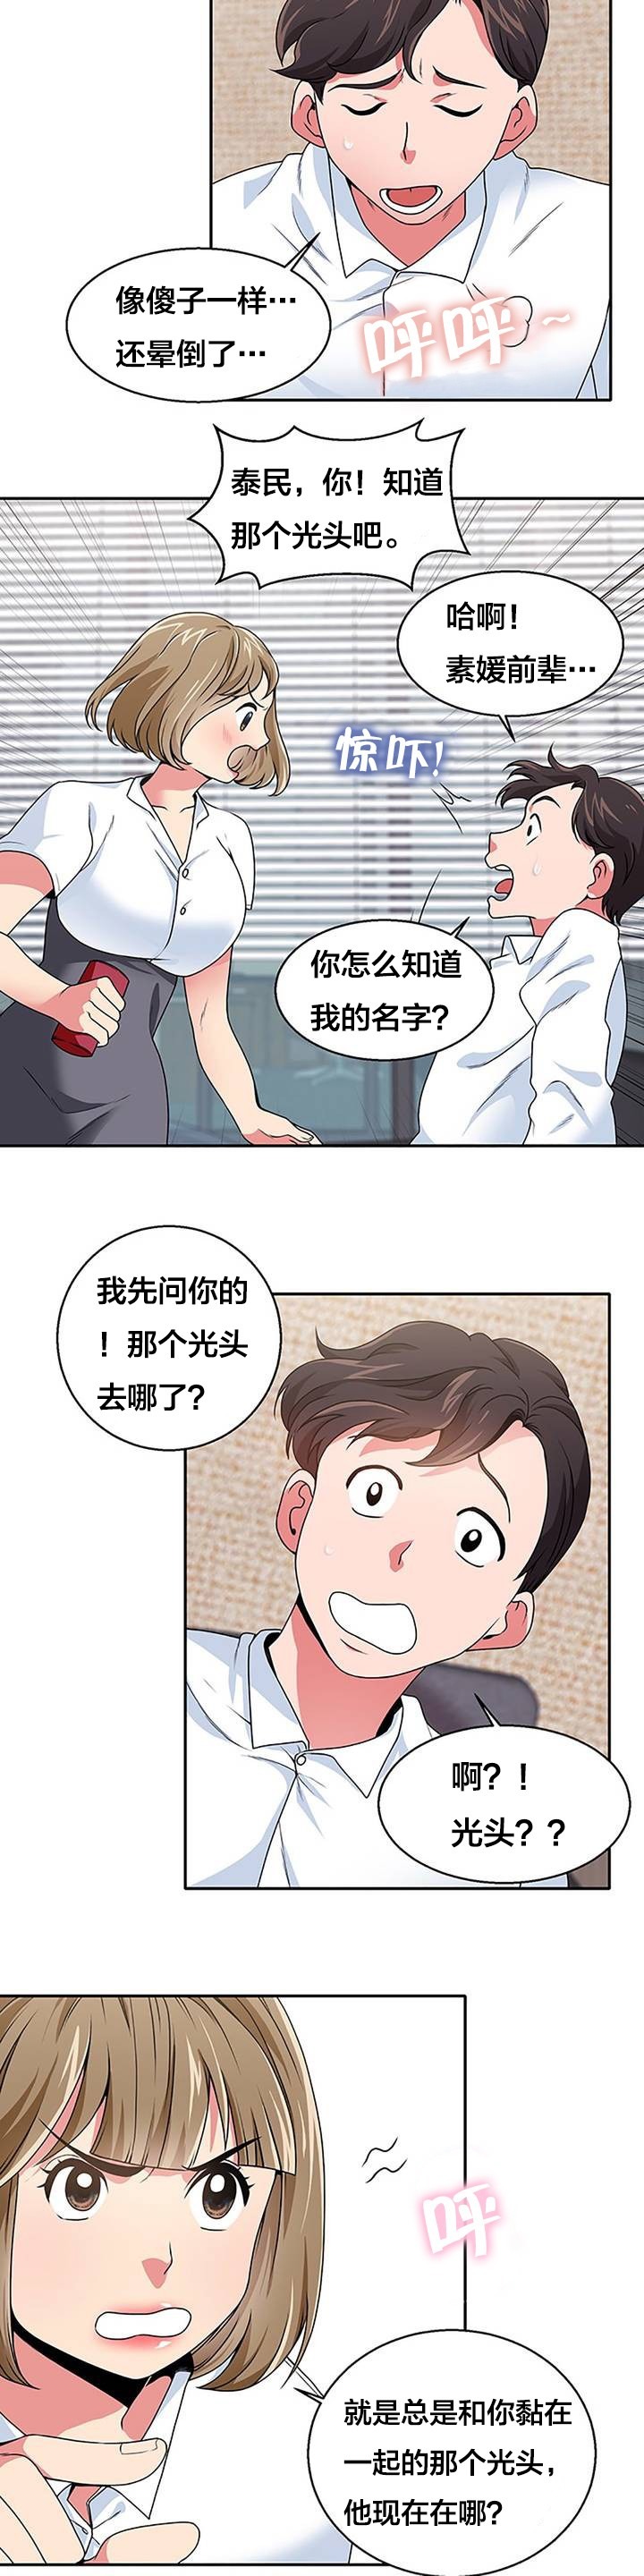 像傻子一样…
还晕倒了…
呼呼~
泰民，你！知道
那个光头吧。
哈啊！
素媛前辈…
惊吓！
你怎么知道
我的名字？
我先问你的
！那个光头
去哪了？
啊？！
光头？？
呼
就是总是和你黏在
一起的那个光头，
他现在在哪？